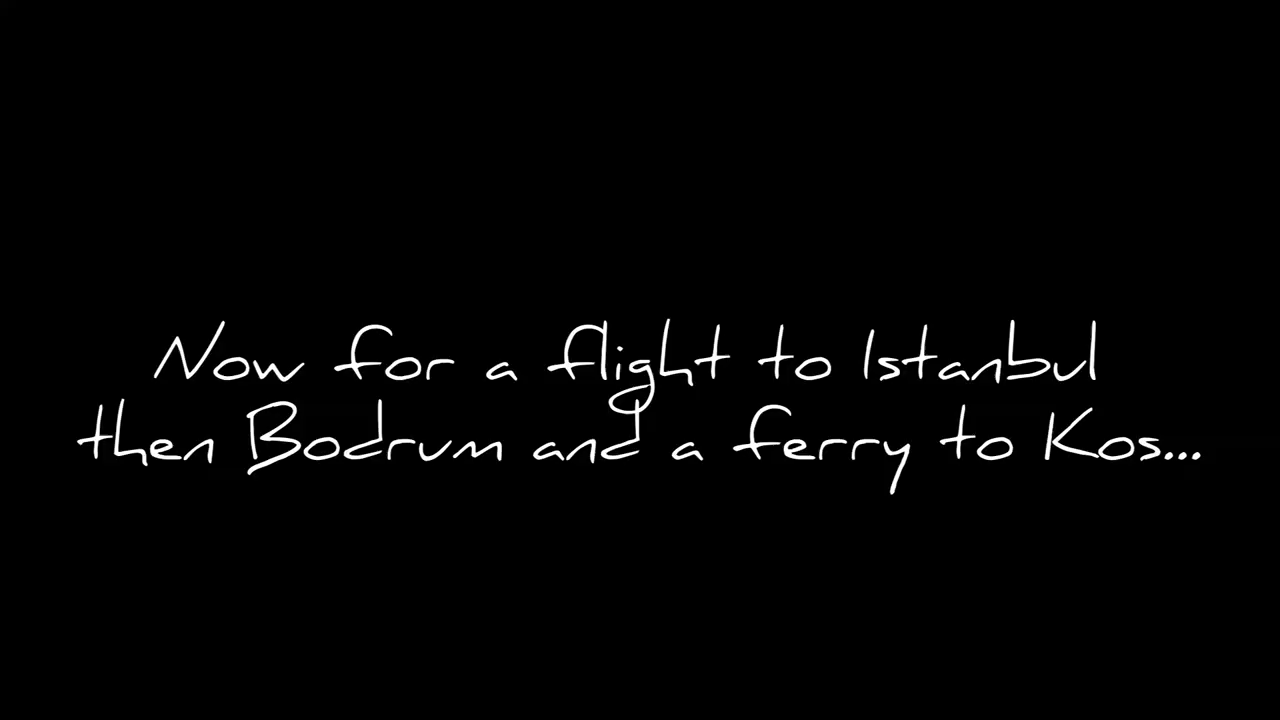 Now for a flight to Istanbul
then Bodrum and a ferry to Kos...